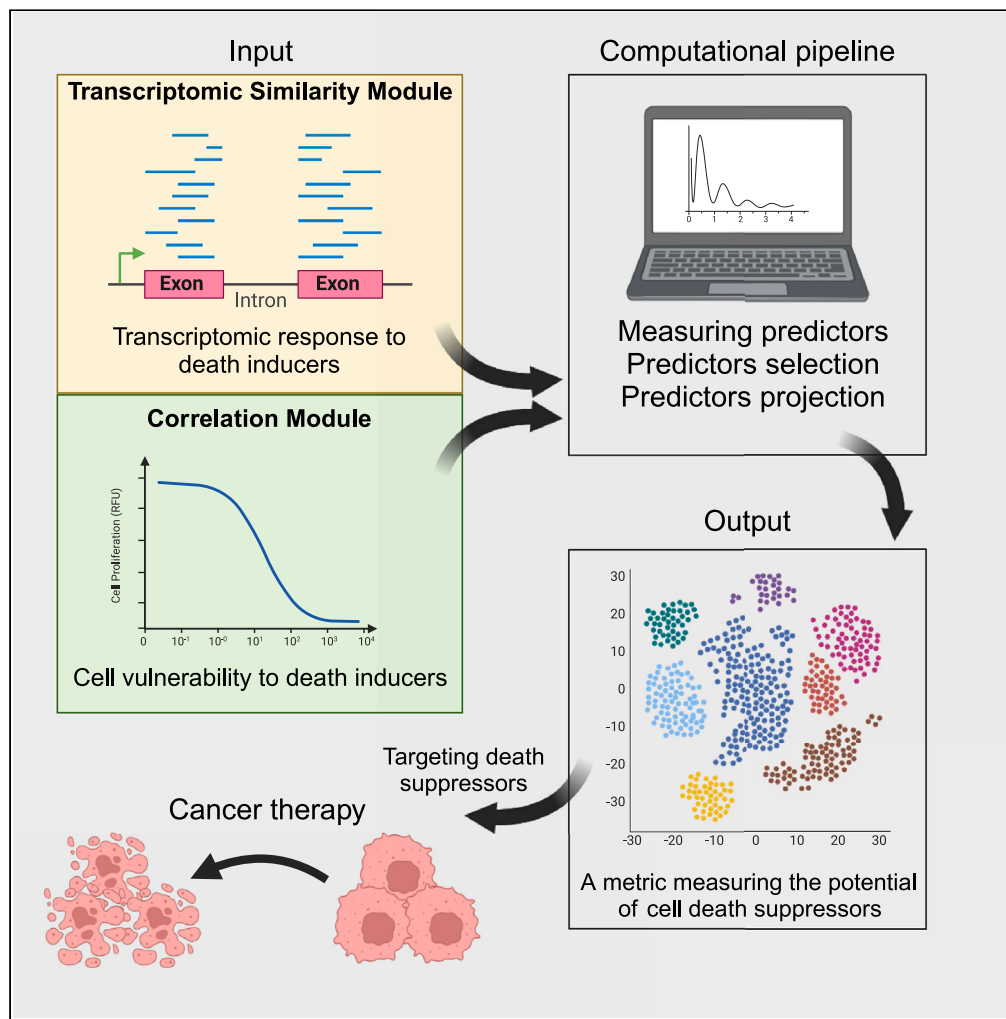 Input
Transcriptomic Similarity Module
Exon
Exon
Intron
Transcriptomic response to
death inducers
Correlation Module
Cell Proliferation (RFU)
0
10⁻¹
10⁻⁰
10¹
10²
10³
10⁴
Cell vulnerability to death inducers
Computational pipeline
0
1
2
3
4
Measuring predictors
Predictors selection
Predictors projection
Output
30
20
10
0
-10
-20
-30
-30
-20
-10
0
10
20
30
A metric measuring the potential
of cell death suppressors
Targeting death
suppressors
Cancer therapy